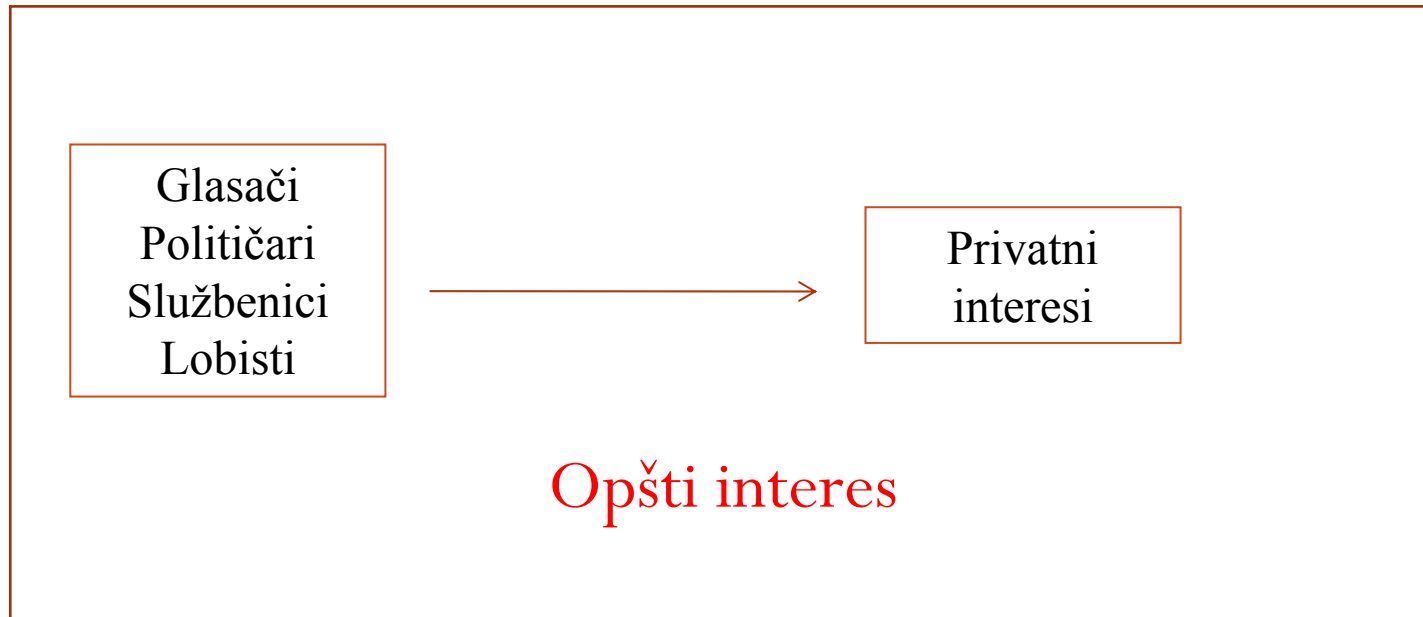 Glasači
Političari
Službenici
Lobisti
Privatni
interesi
Opšti interes